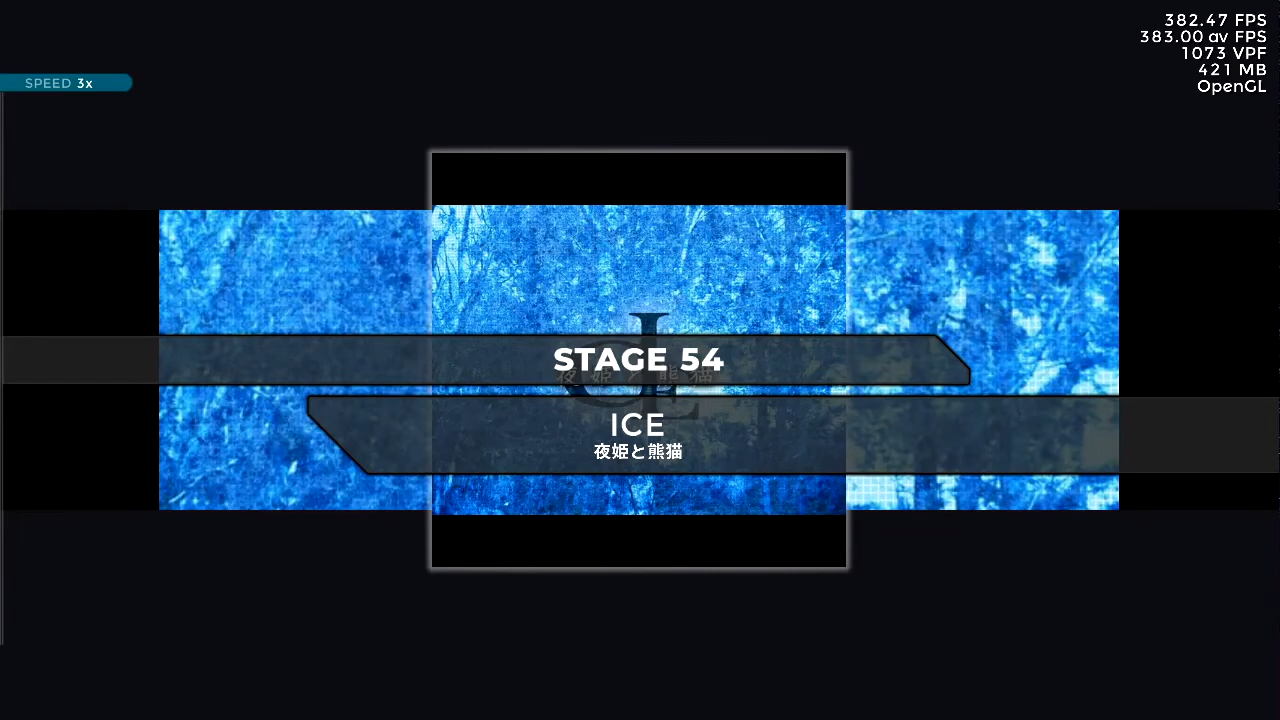 382.47 FPS
383.00 av FPS
1073 VPF
421 MB
OpenGL
SPEED 3x
STAGE 54
ICE
夜姫と熊猫